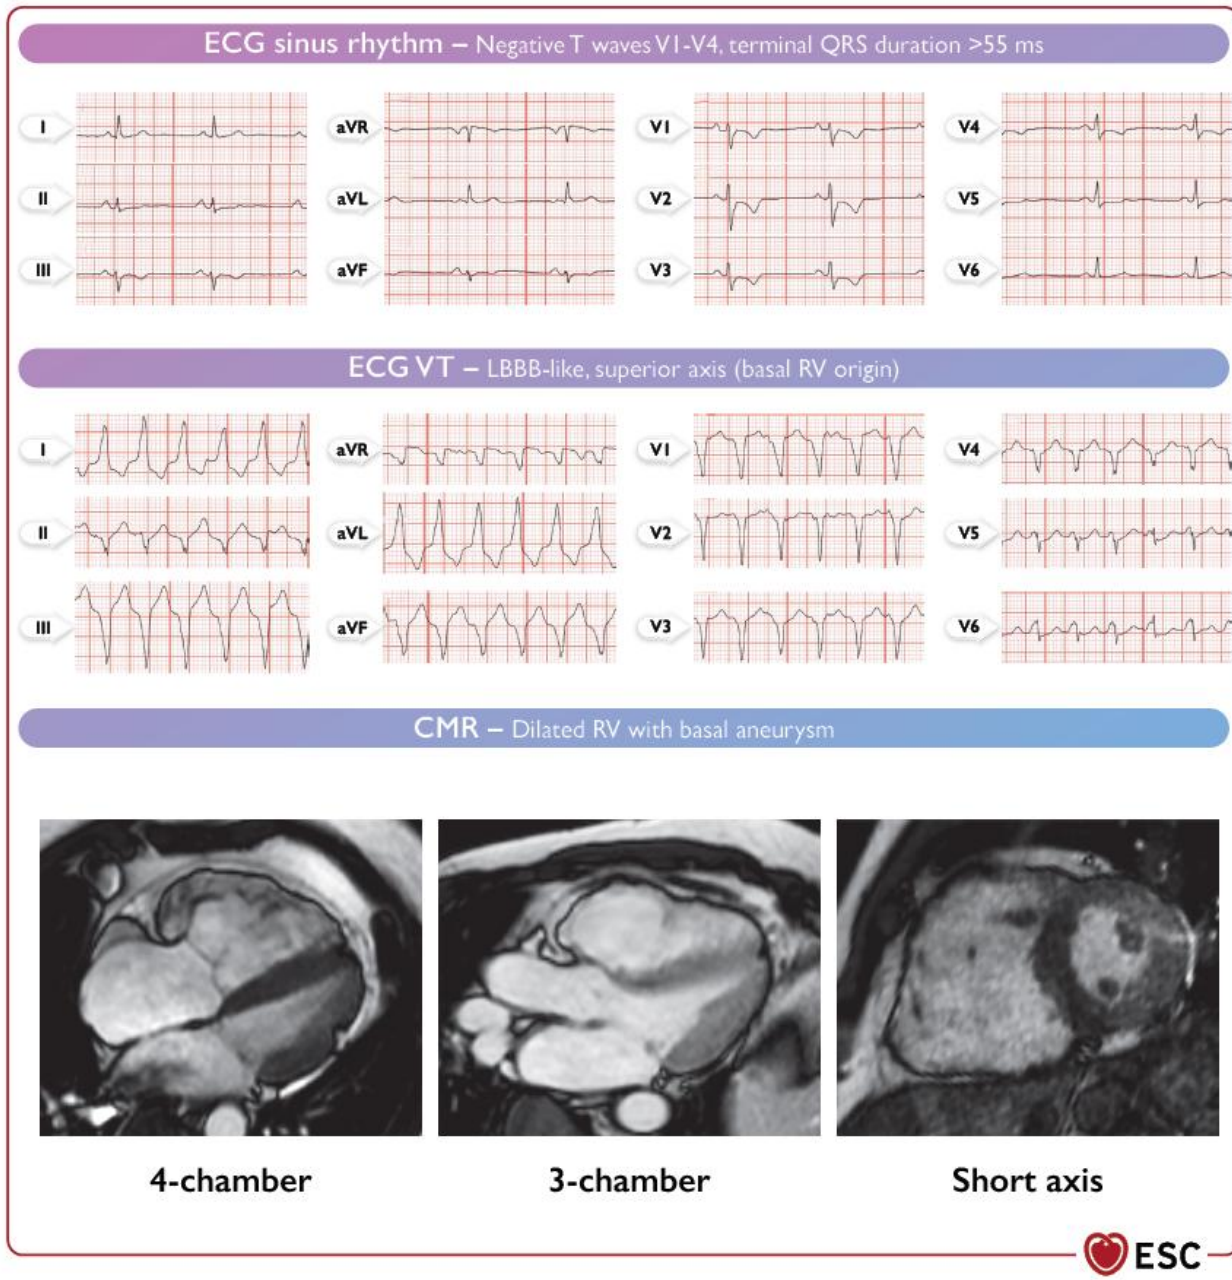 ECG sinus rhythm – Negative T waves V1-V4, terminal QRS duration >55 ms
I
aVR
V1
V4
II
aVL
V2
V5
III
aVF
V3
V6
ECG VT – LBBB-like, superior axis (basal RV origin)
I
aVR
V1
V4
II
aVL
V2
V5
III
aVF
V3
V6
CMR – Dilated RV with basal aneurysm
4-chamber
3-chamber
Short axis
ESC